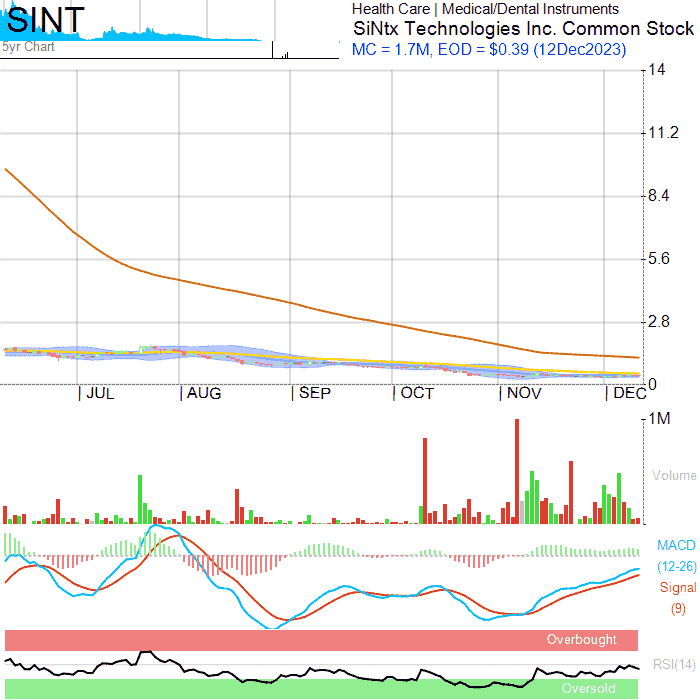 SINT
5yr Chart
Health Care | Medical/Dental Instruments
SiNtx Technologies Inc. Common Stock
MC = 1.7M, EOD = $0.39 (12Dec2023)
14
11.2
8.4
5.6
2.8
0
JUL AUG SEP OCT NOV DEC
1M
Volume
MACD
(12-26)
Signal
(9)
Overbought
RSI(14)
Oversold